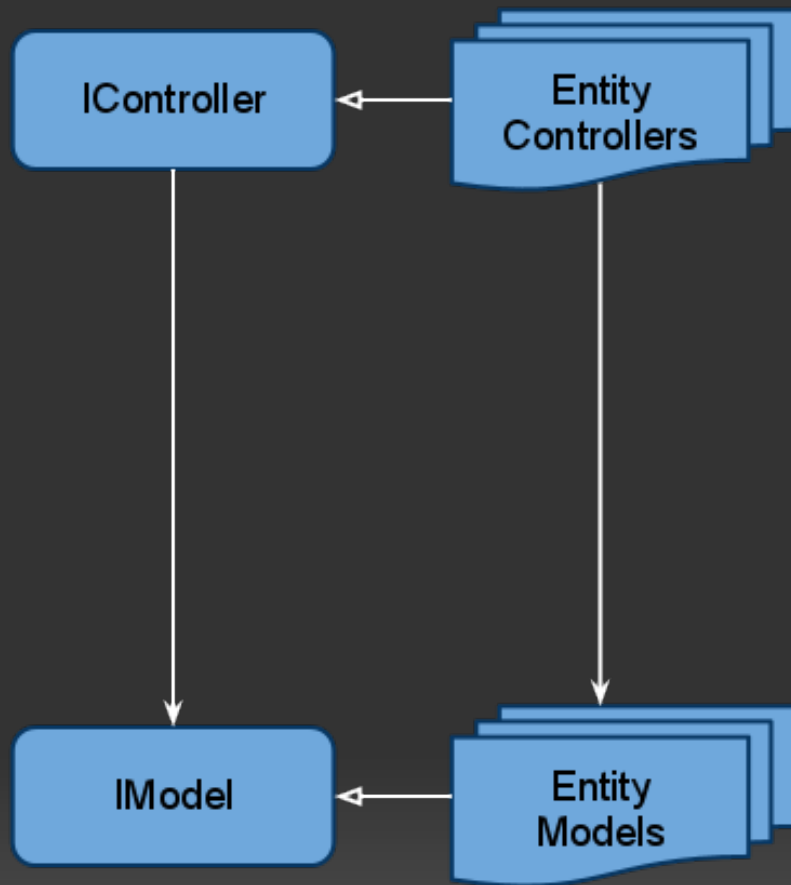 IController
Entity
Controllers
IModel
Entity
Models